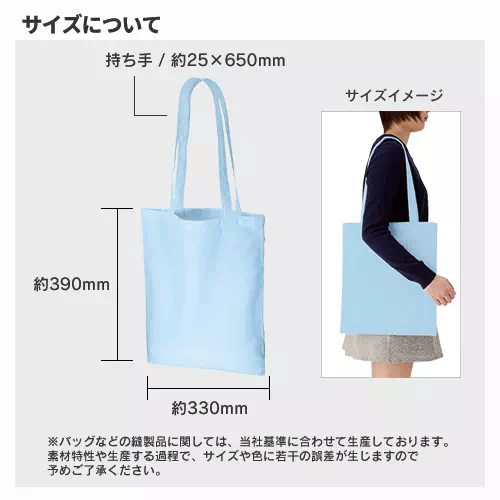 サイズについて
持ち手 / 約25×650mm
サイズイメージ
約390mm
約330mm
※バッグなどの縫製品に関しては、当社基準に合わせて生産しております。
素材特性や生産する過程で、サイズや色に若干の誤差が生じますので
予めご了承ください。